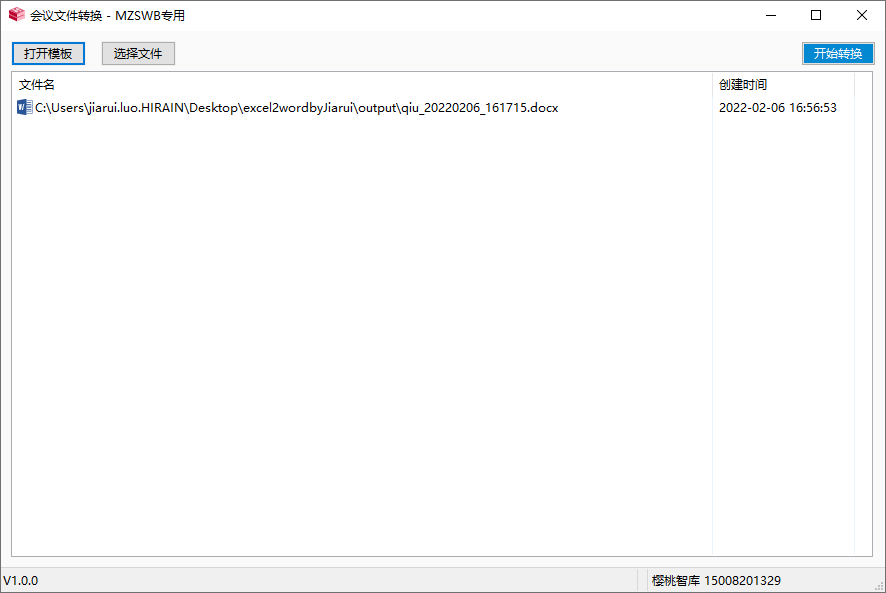 会议文件转换 - MZSWB专用
打开模板 选择文件 开始转换
文件名 创建时间
C:\Users\jiarui.luo.HIRAIN\Desktop\excel2wordbyJiarui\output\qiu_20220206_161715.docx 2022-02-06 16:56:53
V1.0.0 樱桃智库 15008201329